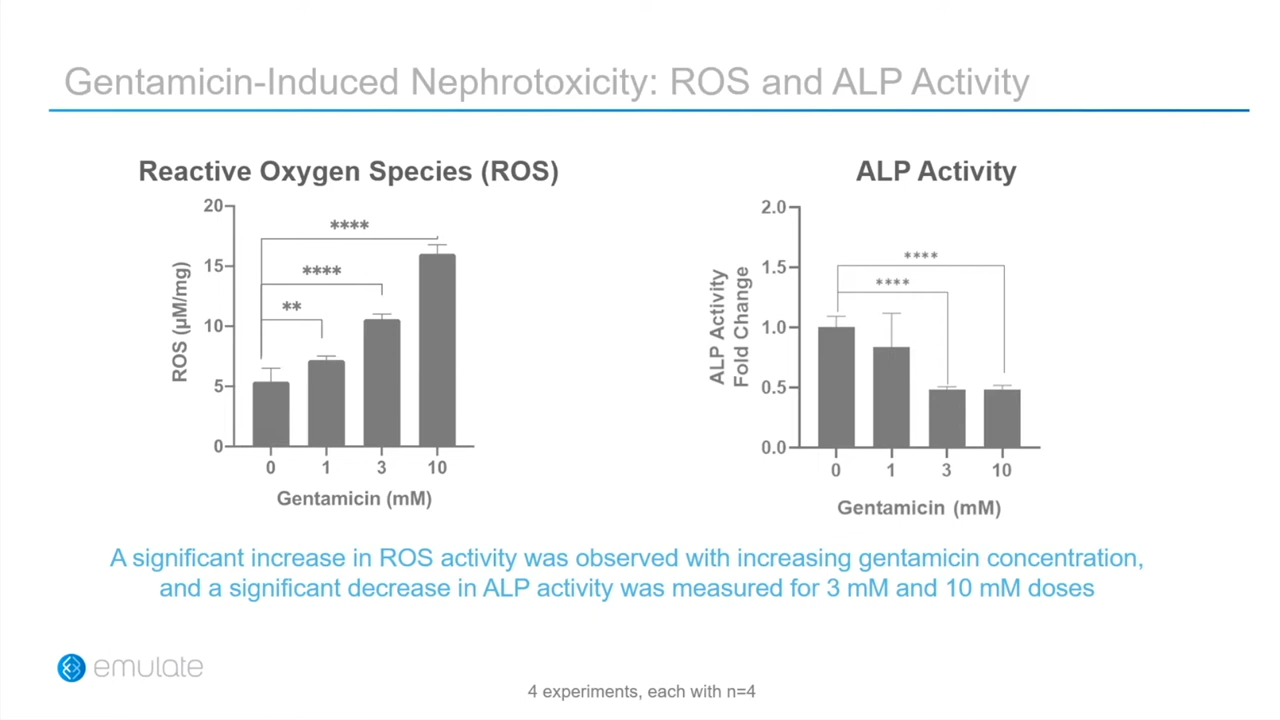 Gentamicin-Induced Nephrotoxicity: ROS and ALP Activity
Reactive Oxygen Species (ROS)
20
15
10
5
0
ROS (µM/mg)
****
****
**
0 1 3 10
Gentamicin (mM)
ALP Activity
2.0
1.5
1.0
0.5
0.0
ALP Activity
Fold Change
****
****
0 1 3 10
Gentamicin (mM)
A significant increase in ROS activity was observed with increasing gentamicin concentration,
and a significant decrease in ALP activity was measured for 3 mM and 10 mM doses
emulate
4 experiments, each with n=4